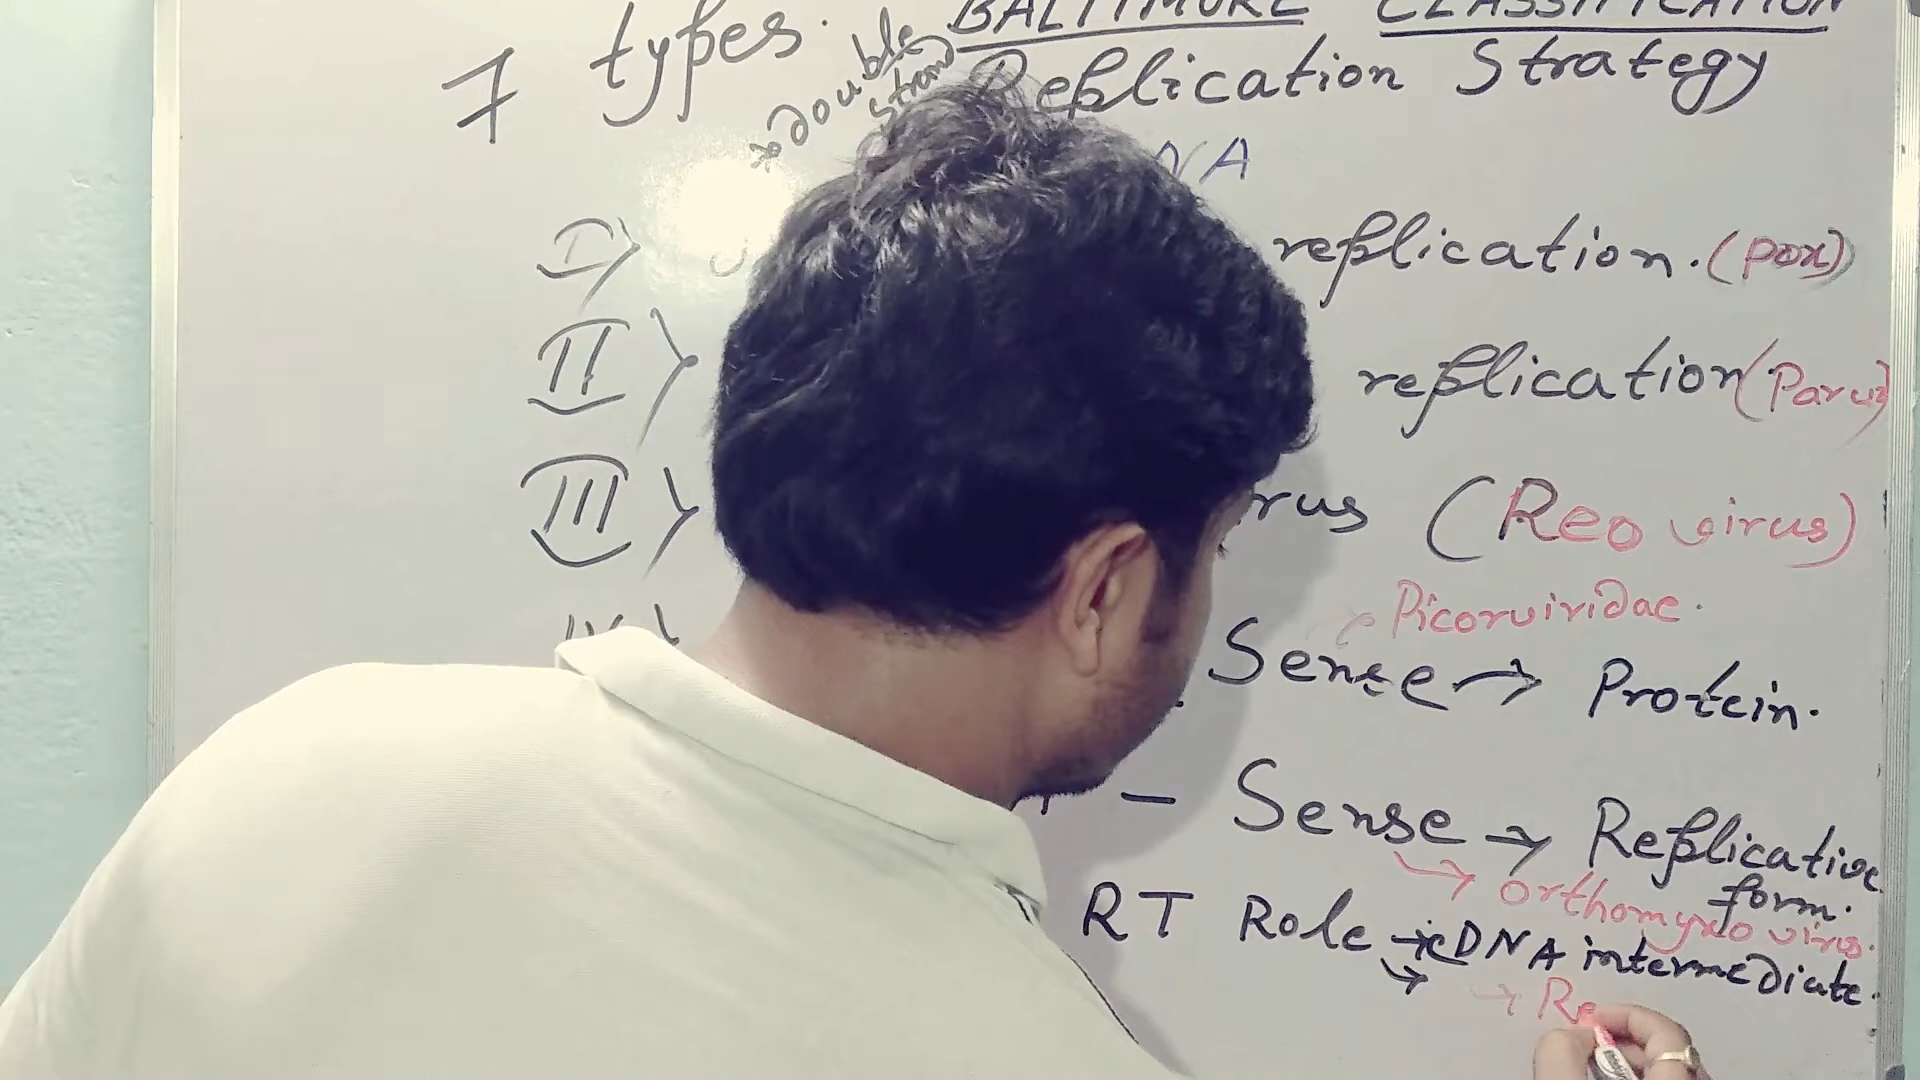 BALTIMORE CLASSIFICATION
7 types.
double
strand
Replication Strategy
NA
I> replication. (Pox)
II> replication (Parvo)
III> rus (Reo virus)
Picorviridae.
IV> Sense → Protein.
- Sense → Replicative
form.
→ orthomyxo virus.
RT Role → DNA intermediate.
→ → Re